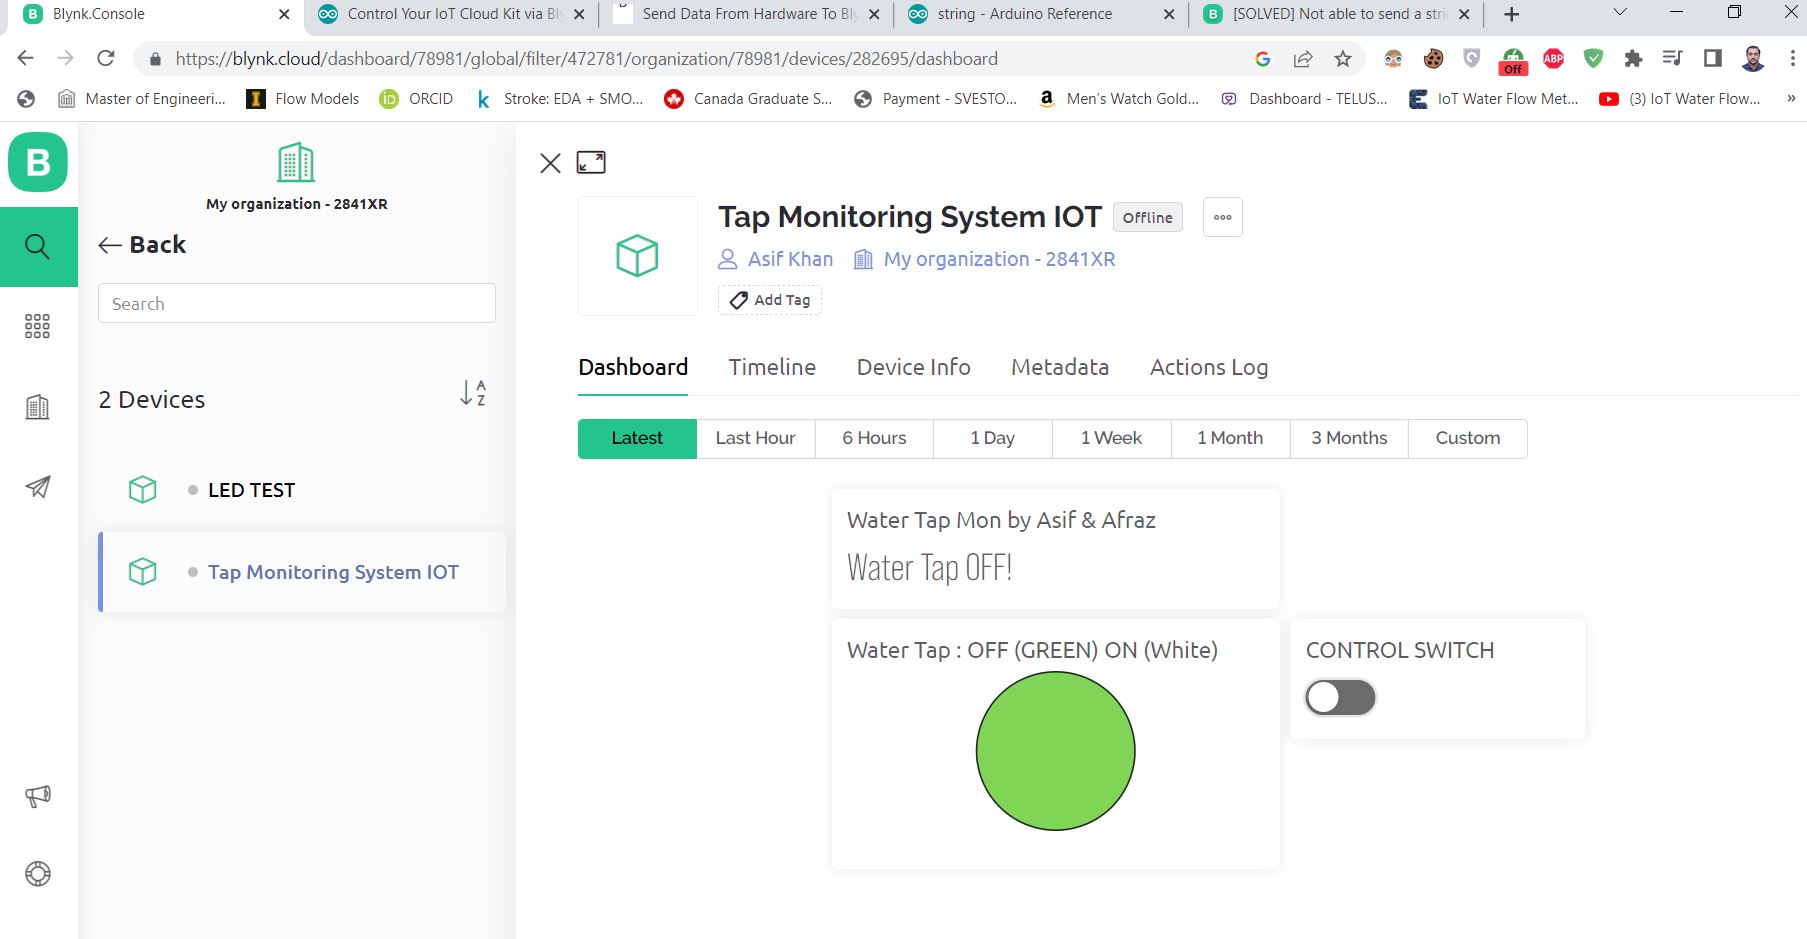 B Blynk.Console
Control Your IoT Cloud Kit via Bly
Send Data From Hardware To Bly
string - Arduino Reference
B [SOLVED] Not able to send a stri
https://blynk.cloud/dashboard/78981/global/filter/472781/organization/78981/devices/282695/dashboard
G
Off
ABP
Master of Engineeri...
Flow Models
iD ORCID
k Stroke: EDA + SMO...
Canada Graduate S...
Payment - SVESTO...
a Men's Watch Gold...
Dashboard - TELUS...
IoT Water Flow Met...
(3) IoT Water Flow...
»
B
My organization - 2841XR
Back
Search
2 Devices
A
Z
LED TEST
Tap Monitoring System IOT
Tap Monitoring System IOT Offline
Asif Khan My organization - 2841XR
Add Tag
Dashboard Timeline Device Info Metadata Actions Log
Latest Last Hour 6 Hours 1 Day 1 Week 1 Month 3 Months Custom
Water Tap Mon by Asif & Afraz
Water Tap OFF!
Water Tap : OFF (GREEN) ON (White)
CONTROL SWITCH